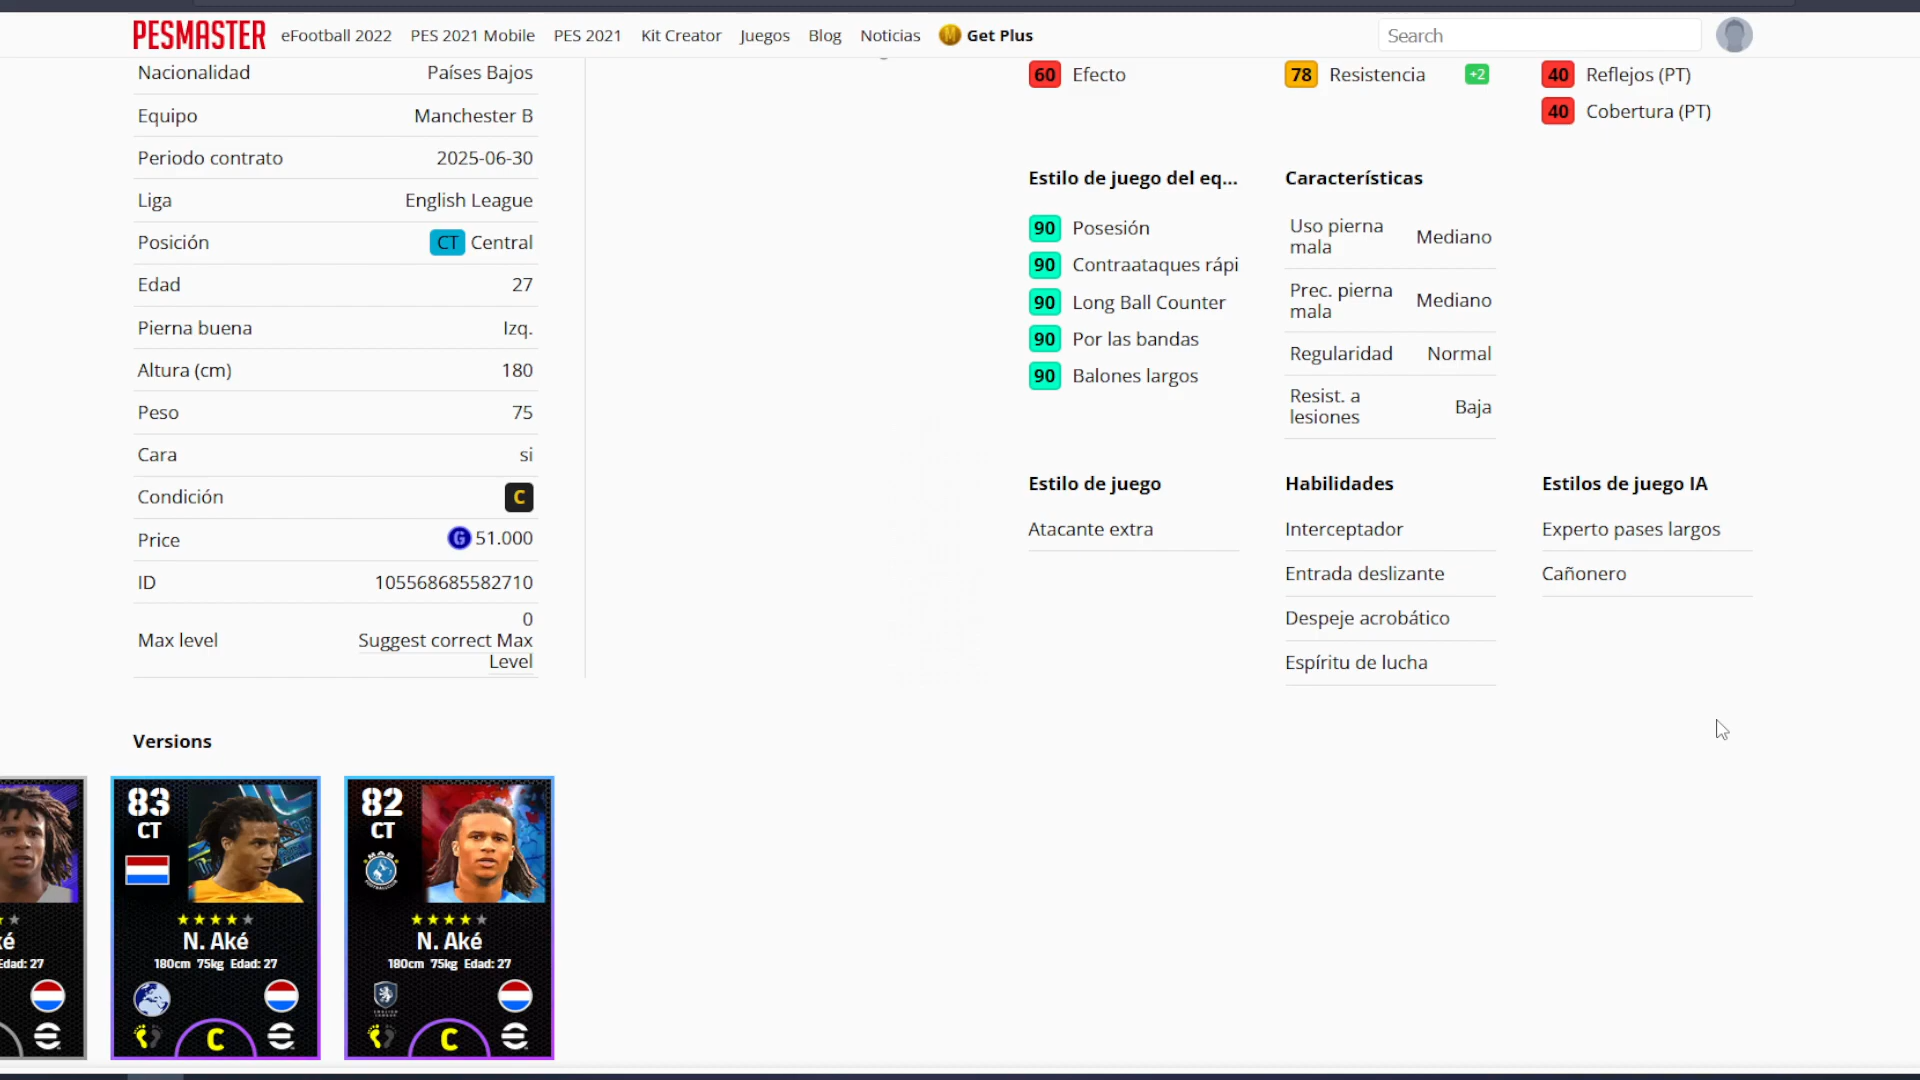 PESMASTER eFootball 2022 PES 2021 Mobile PES 2021 Kit Creator Juegos Blog Noticias Get Plus Search
Nacionalidad Países Bajos
Equipo Manchester B
Periodo contrato 2025-06-30
Liga English League
Posición CT Central
Edad 27
Pierna buena Izq.
Altura (cm) 180
Peso 75
Cara si
Condición C
Price G 51.000
ID 105568685582710
Max level 0
Suggest correct Max
Level
60 Efecto
78 Resistencia +2
40 Reflejos (PT)
40 Cobertura (PT)
Estilo de juego del eq...
90 Posesión
90 Contraataques rápi
90 Long Ball Counter
90 Por las bandas
90 Balones largos
Características
Uso pierna
mala Mediano
Prec. pierna
mala Mediano
Regularidad Normal
Resist. a
lesiones Baja
Estilo de juego
Atacante extra
Habilidades
Interceptador
Entrada deslizante
Despeje acrobático
Espíritu de lucha
Estilos de juego IA
Experto pases largos
Cañonero
Versions
é
Edad: 27
83
CT
N. Aké
180cm 75kg Edad: 27
C
82
CT
N. Aké
180cm 75kg Edad: 27
C